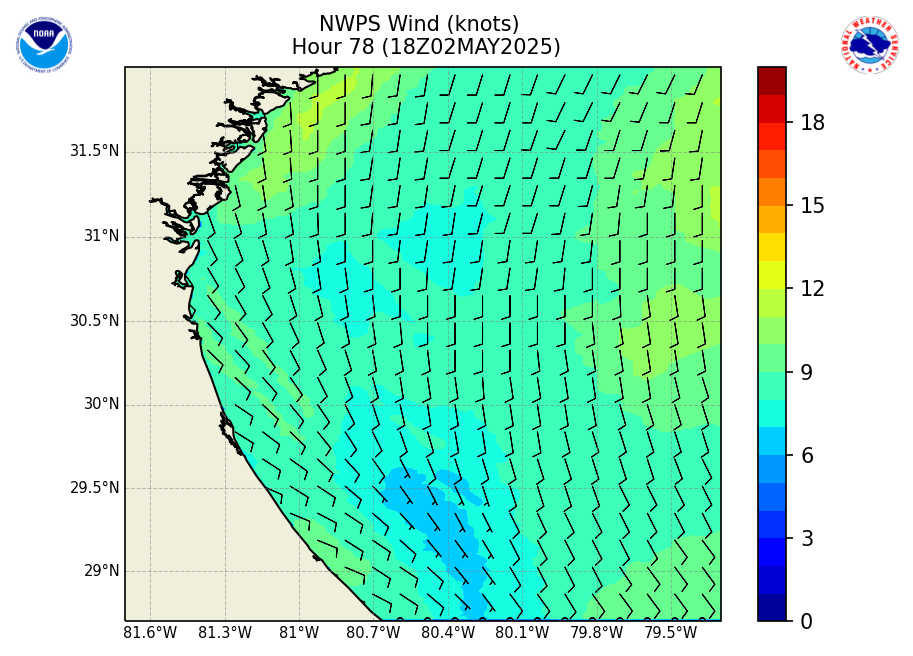 NWPS Wind (knots)
Hour 78 (18Z02MAY2025)
NOAA
NATIONAL WEATHER SERVICE
31.5°N
31°N
30.5°N
30°N
29.5°N
29°N
81.6°W 81.3°W 81°W 80.7°W 80.4°W 80.1°W 79.8°W 79.5°W
18
15
12
9
6
3
0